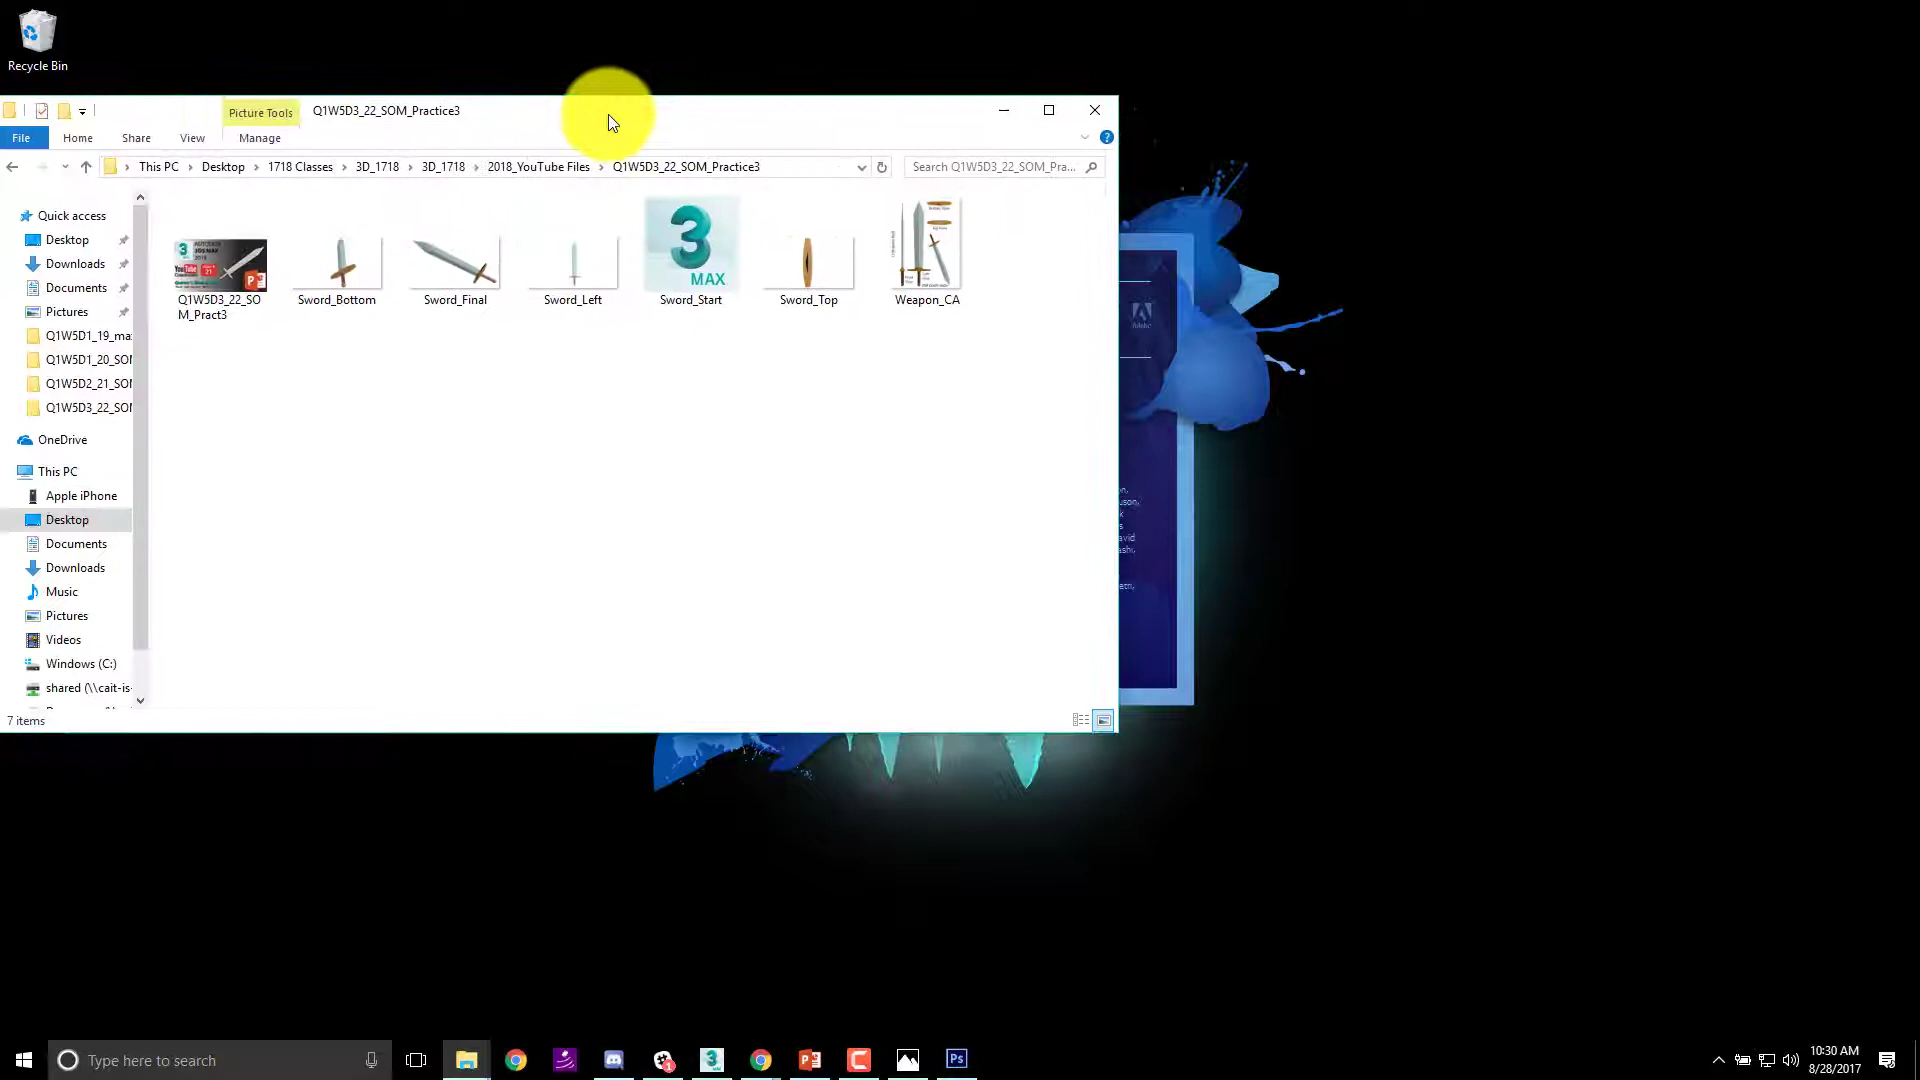 Recycle Bin
Picture Tools
Q1W5D3_22_SOM_Practice3
File
Home
Share
View
Manage
This PC
Desktop
1718 Classes
3D_1718
3D_1718
2018_YouTube Files
Q1W5D3_22_SOM_Practice3
Search Q1W5D3_22_SOM_Pra...
Quick access
Desktop
Downloads
Documents
Pictures
Q1W5D1_19_ma
Q1W5D1_20_SO
Q1W5D2_21_SO
Q1W5D3_22_SO
OneDrive
This PC
Apple iPhone
Desktop
Documents
Downloads
Music
Pictures
Videos
Windows (C:)
shared (\\cait-is-
3
MAX
Q1W5D3_22_SO
M_Pract3
Sword_Bottom
Sword_Final
Sword_Left
Sword_Start
Sword_Top
Weapon_CA
7 items
Adobe
Type here to search
Ps
10:30 AM
8/28/2017